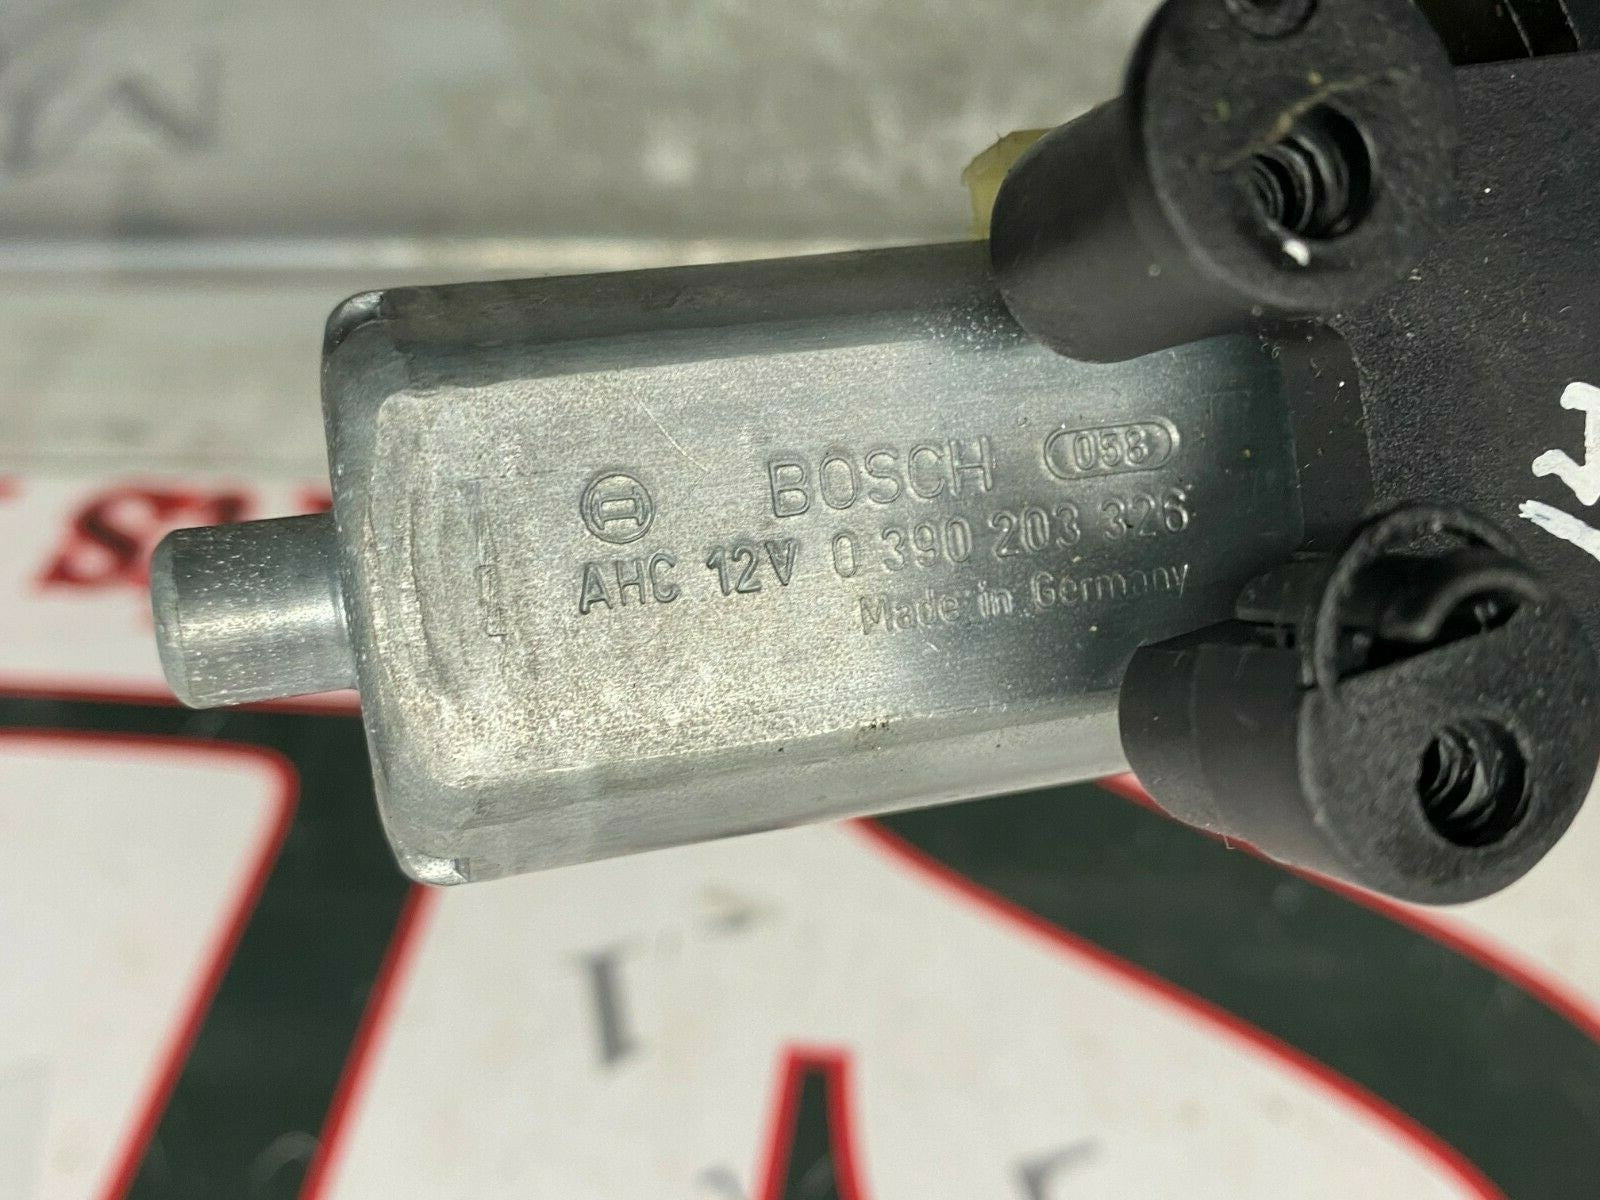 BOSCH 058
AHC 12V 0 390 203 326
Made in Germany